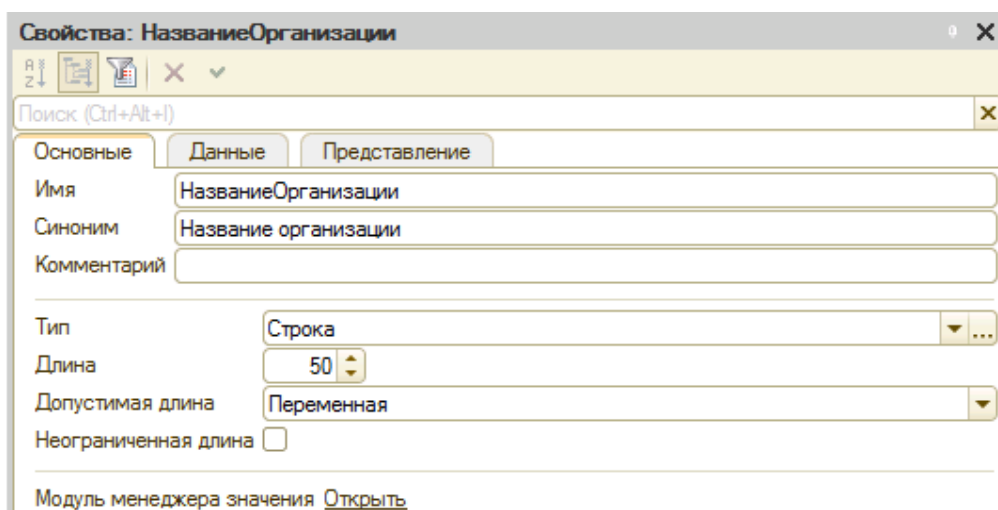 Свойства: НазваниеОрганизации
Поиск (Ctrl+Alt+I)
Основные Данные Представление
Имя НазваниеОрганизации
Синоним Название организации
Комментарий
Тип Строка ...
Длина 50
Допустимая длина Переменная
Неограниченная длина
Модуль менеджера значения Открыть